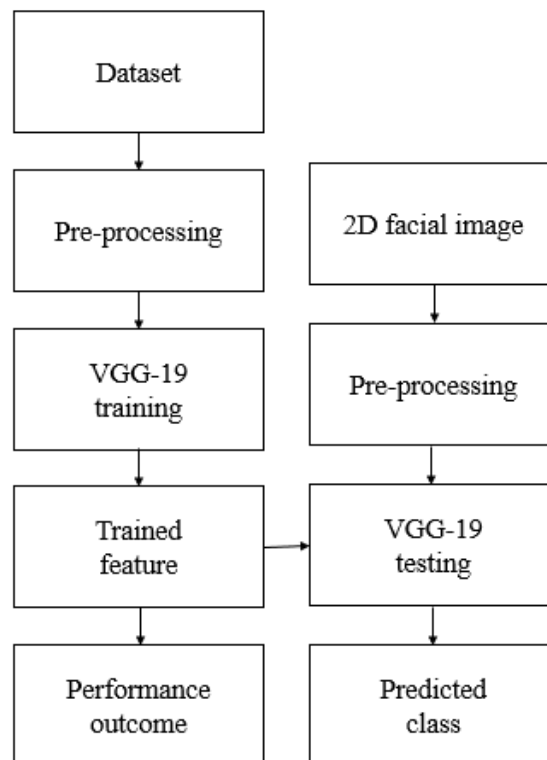 Dataset
Pre-processing
VGG-19
training
Trained
feature
Performance
outcome
2D facial image
Pre-processing
VGG-19
testing
Predicted
class